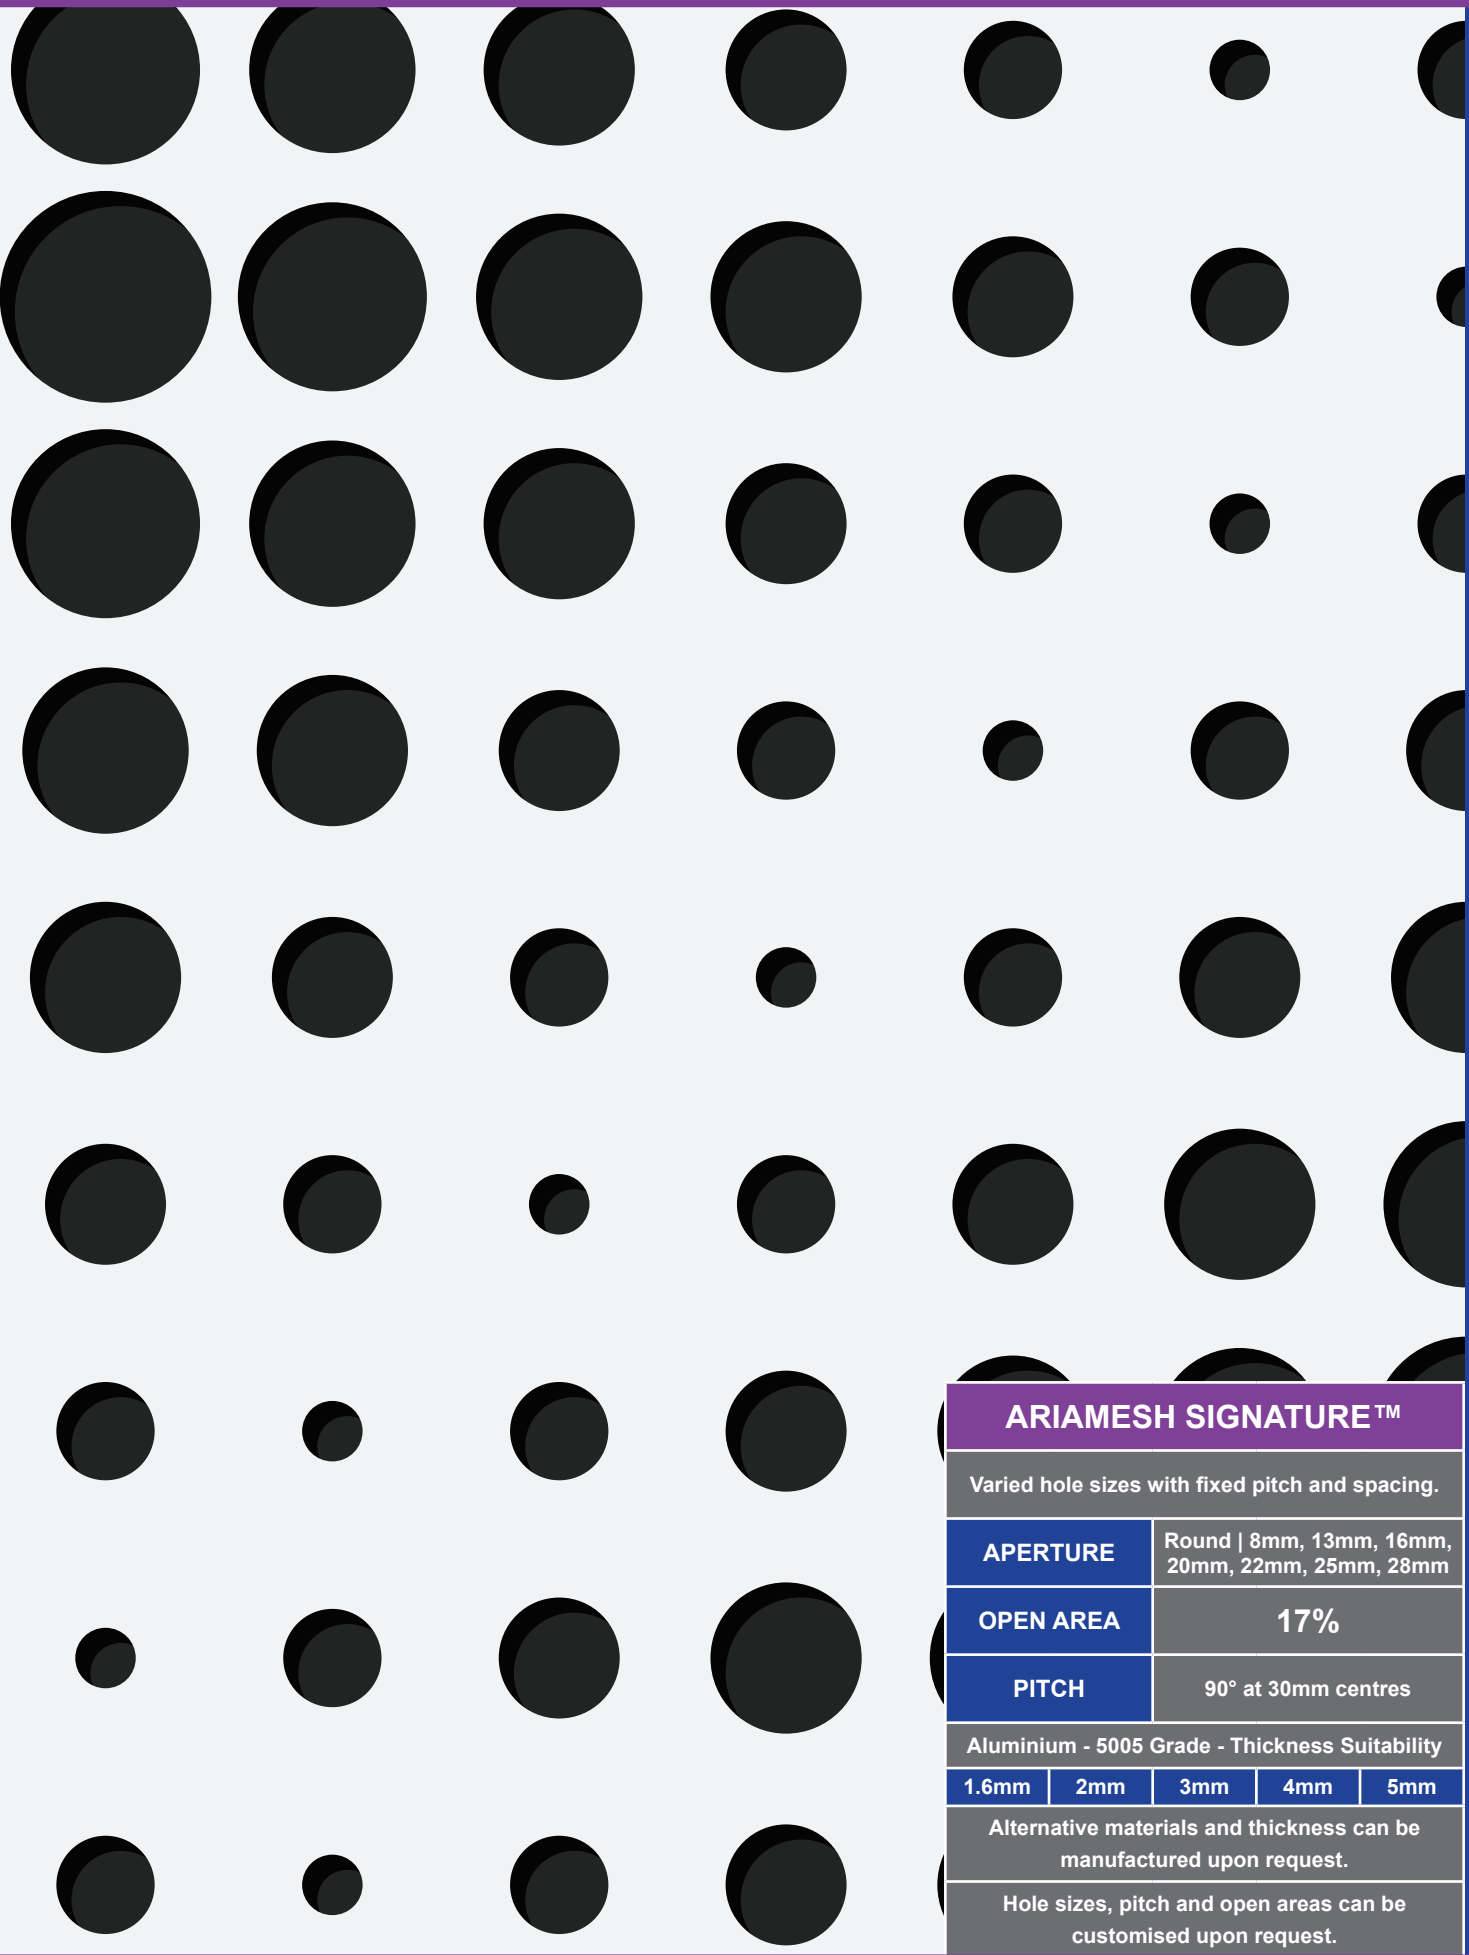 ARIAMESH SIGNATURE™
Varied hole sizes with fixed pitch and spacing.
APERTURE
Round | 8mm, 13mm, 16mm,
20mm, 22mm, 25mm, 28mm
OPEN AREA
17%
PITCH
90° at 30mm centres
Aluminium - 5005 Grade - Thickness Suitability
1.6mm
2mm
3mm
4mm
5mm
Alternative materials and thickness can be
manufactured upon request.
Hole sizes, pitch and open areas can be
customised upon request.